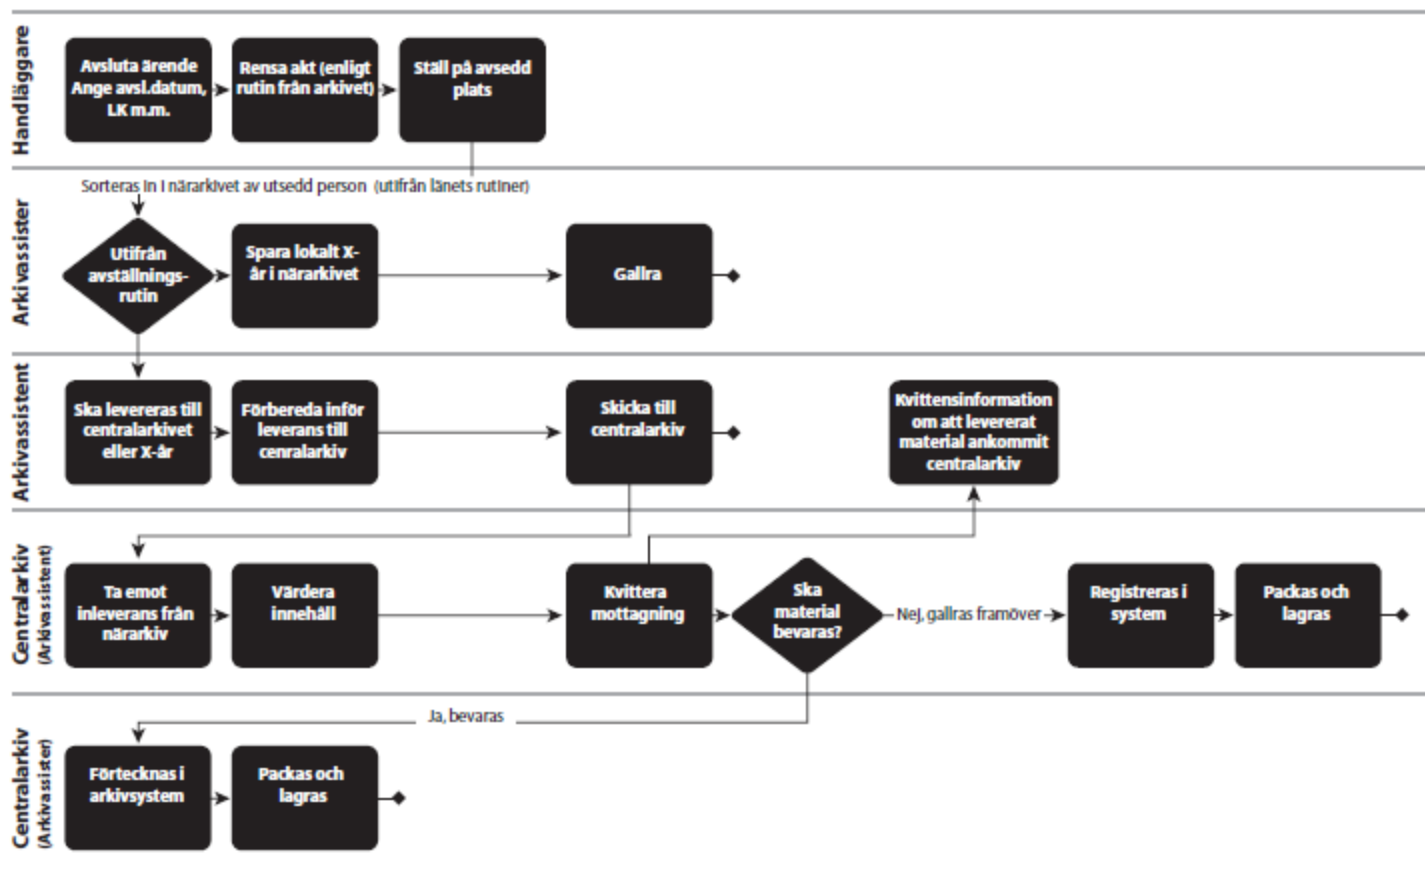 Handläggare
Avsluta ärende
Ange avsl.datum,
LK m.m.
Rensa akt (enligt
rutin från arkivet)
Ställ på avsedd
plats
Arkivassister
Sorteras in i närarkivet av utsedd person (utifrån länets rutiner)
Utifrån
avställnings-
rutin
Spara lokalt X-
år i närarkivet
Gallra
Arkivassistent
Ska levereras till
centralarkivet
eller X-år
Förbereda inför
leverans till
cenralarkiv
Skicka till
centralarkiv
Kvittensinformation
om att levererat
material ankommit
centralarkiv
Centralarkiv
(Arkivassistent)
Ta emot
inleverans från
närarkiv
Värdera
innehåll
Kvittera
mottagning
Ska
material
bevaras?
Nej, gallras framöver
Registreras i
system
Packas och
lagras
Centralarkiv
(Arkivassister)
Ja, bevaras
Förtecknas i
arkivsystem
Packas och
lagras